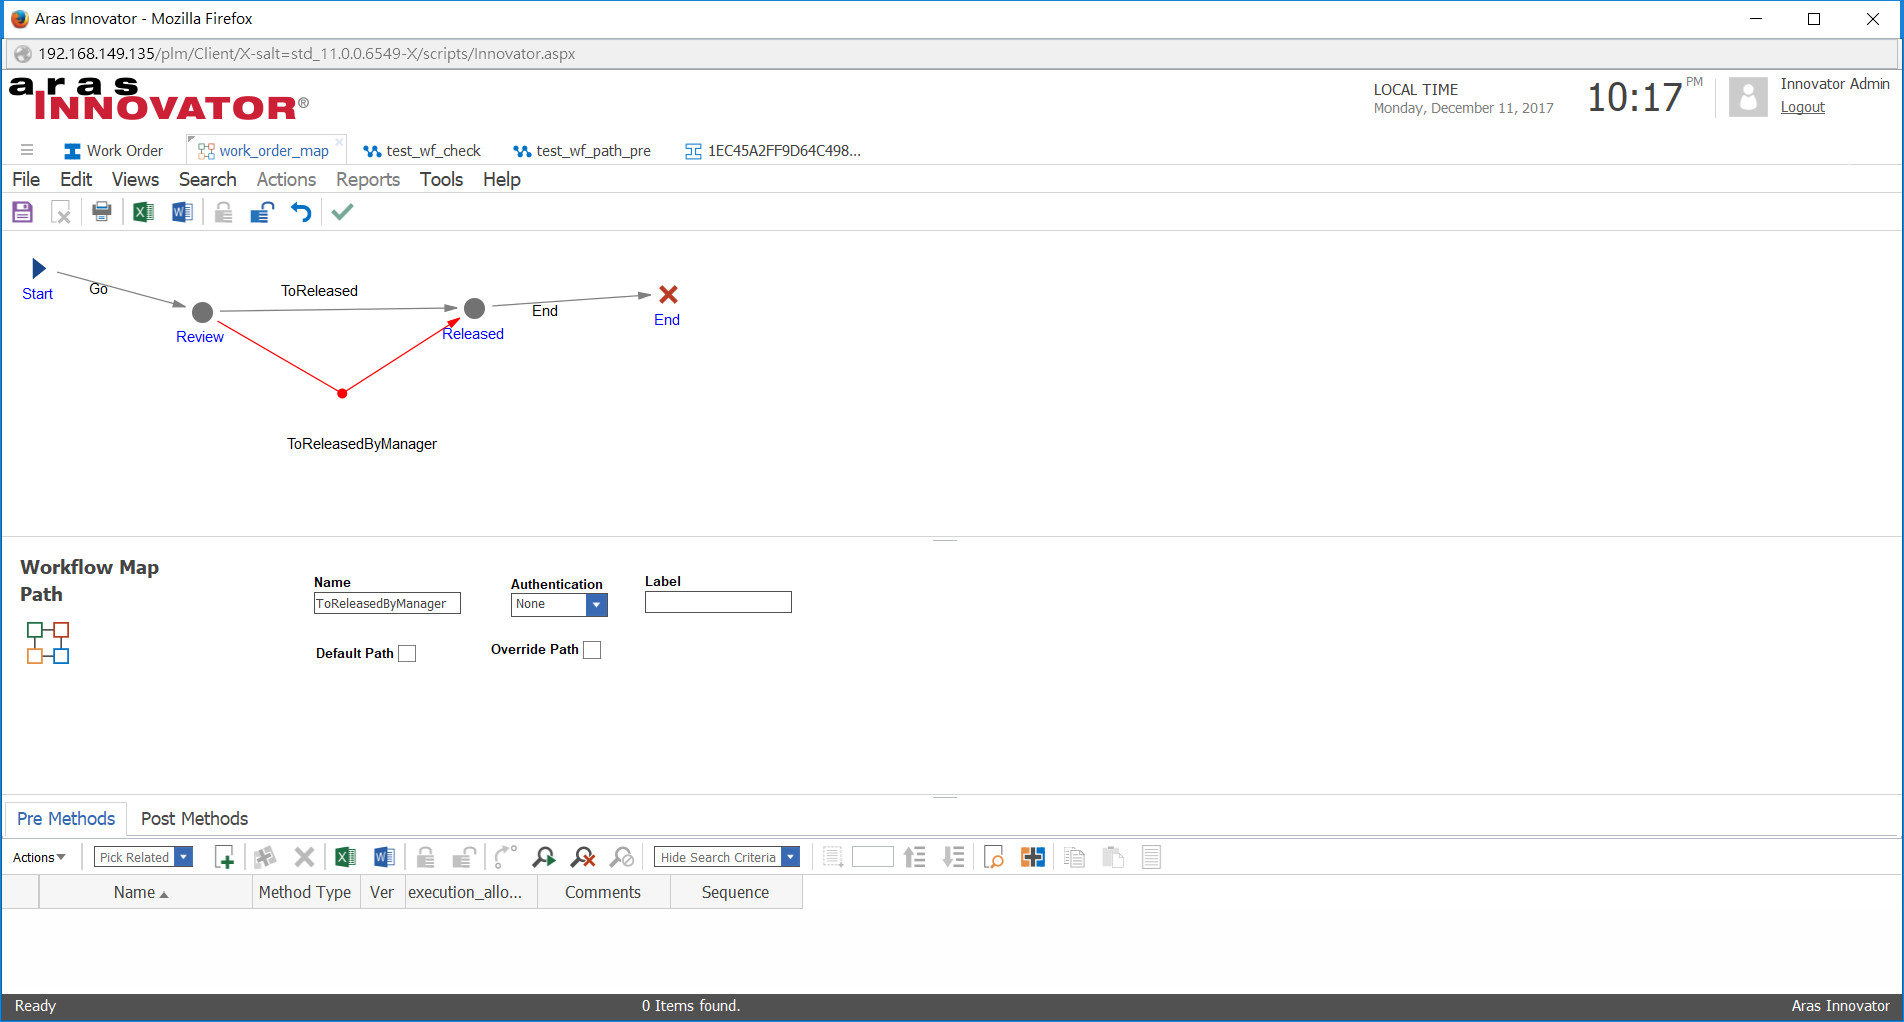 Aras Innovator - Mozilla Firefox
192.168.149.135/plm/Client/X-salt=std_11.0.0.6549-X/scripts/Innovator.aspx
aras
INNOVATOR®
LOCAL TIME
Monday, December 11, 2017
10:17 PM
Innovator Admin
Logout
Work Order work_order_map test_wf_check test_wf_path_pre 1EC45A2FF9D64C498...
File Edit Views Search Actions Reports Tools Help
Start
Go
Review
ToReleased
Released
End
End
ToReleasedByManager
Workflow Map
Path
Name
ToReleasedByManager
Authentication
None
Label
Default Path
Override Path
Pre Methods Post Methods
Actions Pick Related Hide Search Criteria
Name Method Type Ver execution_allo... Comments Sequence
Ready 0 Items found. Aras Innovator